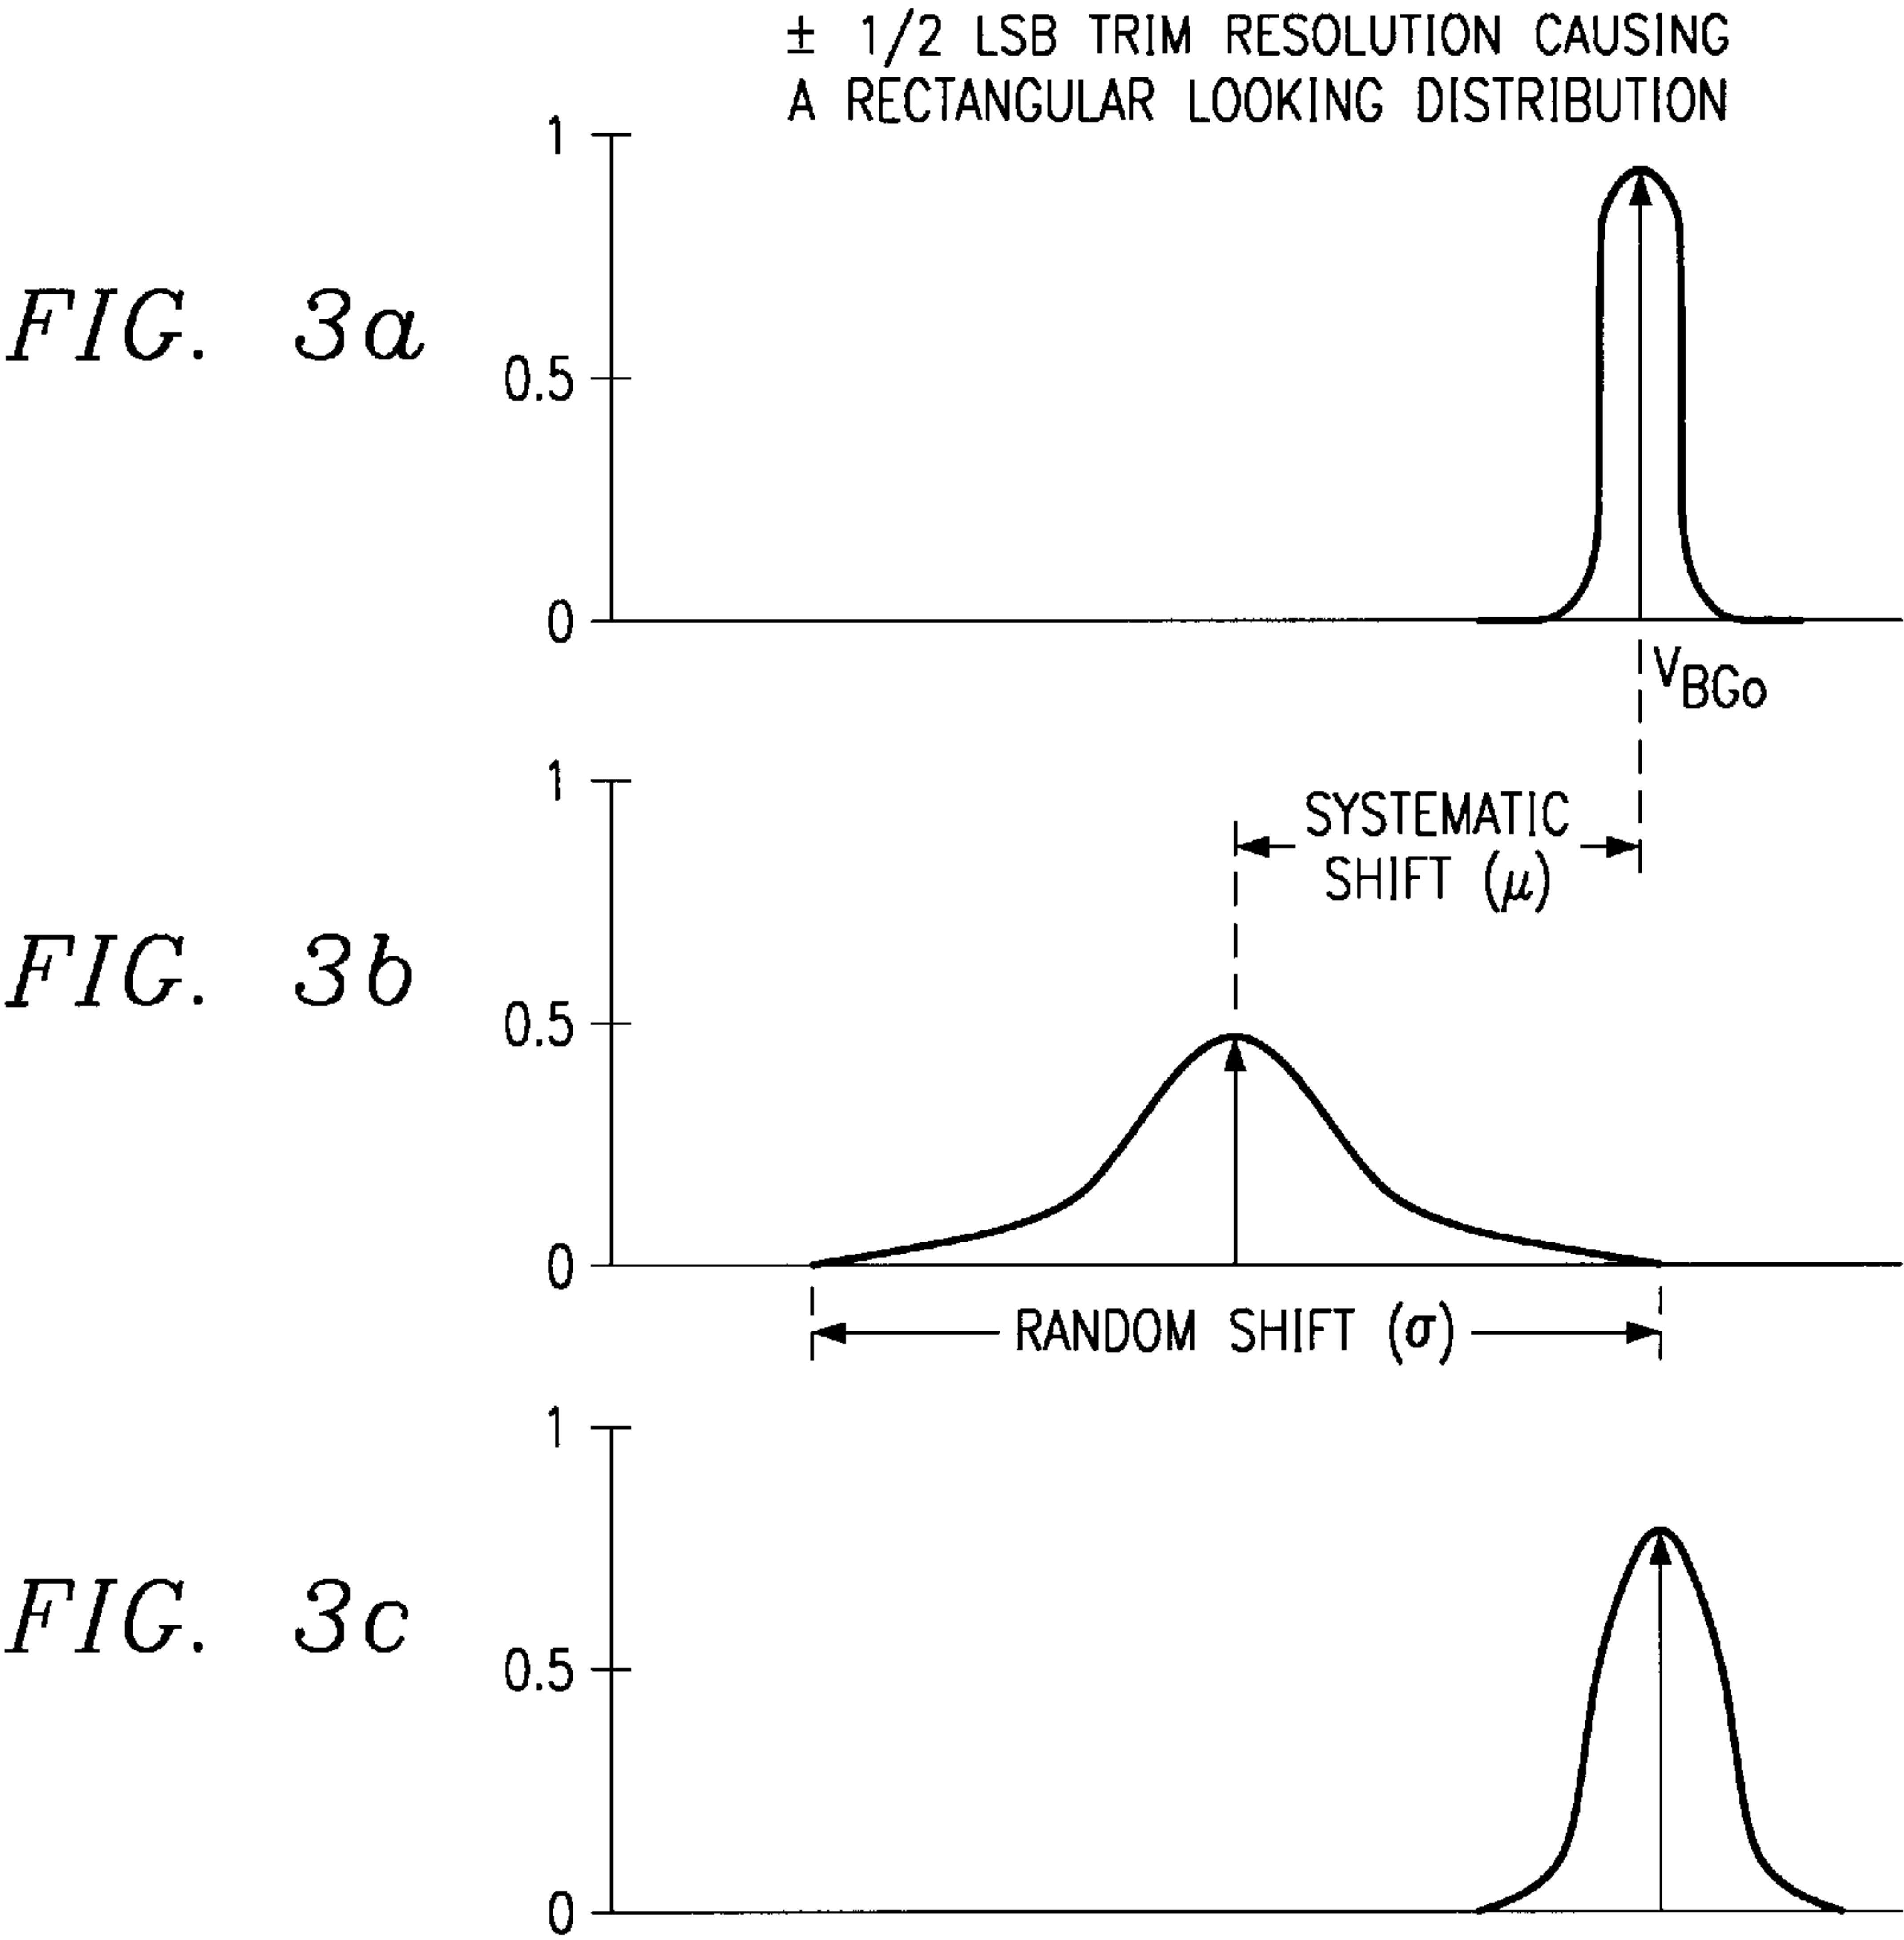 ± 1/2 LSB TRIM RESOLUTION CAUSING
A RECTANGULAR LOOKING DISTRIBUTION
FIG. 3a
1
0.5
0
VBGo
FIG. 3b
1
0.5
0
SYSTEMATIC
SHIFT (μ)
RANDOM SHIFT (σ)
FIG. 3c
1
0.5
0